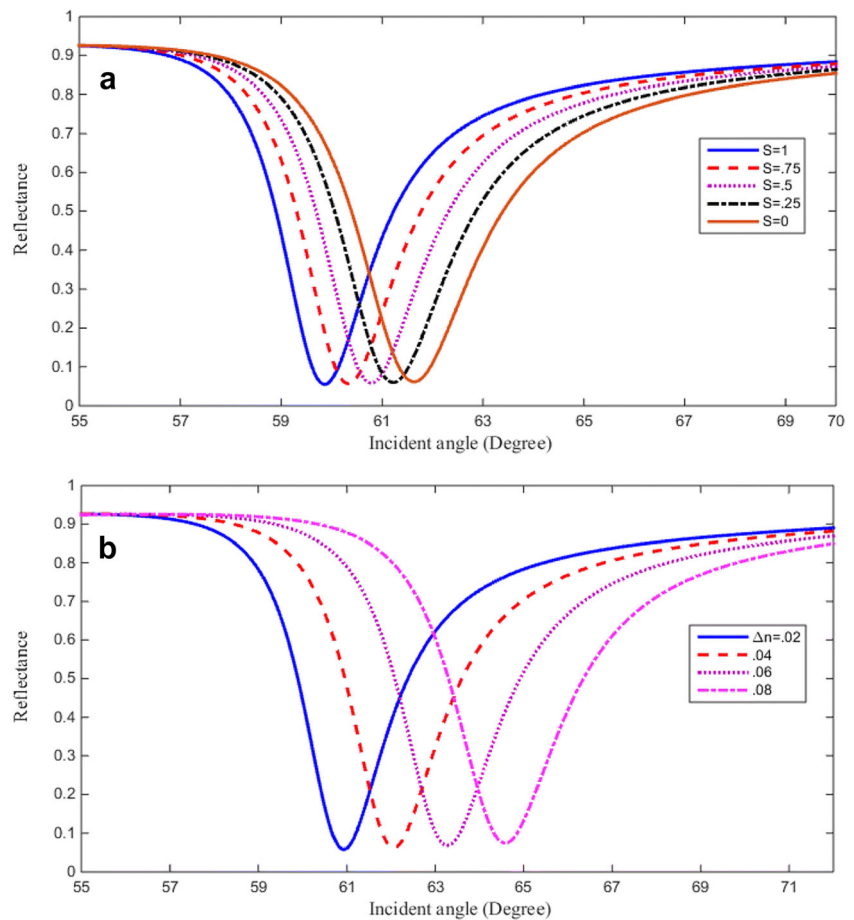 1
0.9
a
0.8
0.7
0.6
0.5
0.4
0.3
0.2
0.1
0
Reflectance
S=1
S=.75
S=.5
S=.25
S=0
55 57 59 61 63 65 67 69 70
Incident angle (Degree)
1
0.9
b
0.8
0.7
0.6
0.5
0.4
0.3
0.2
0.1
0
Reflectance
Δn=.02
.04
.06
.08
55 57 59 61 63 65 67 69 71
Incident angle (Degree)